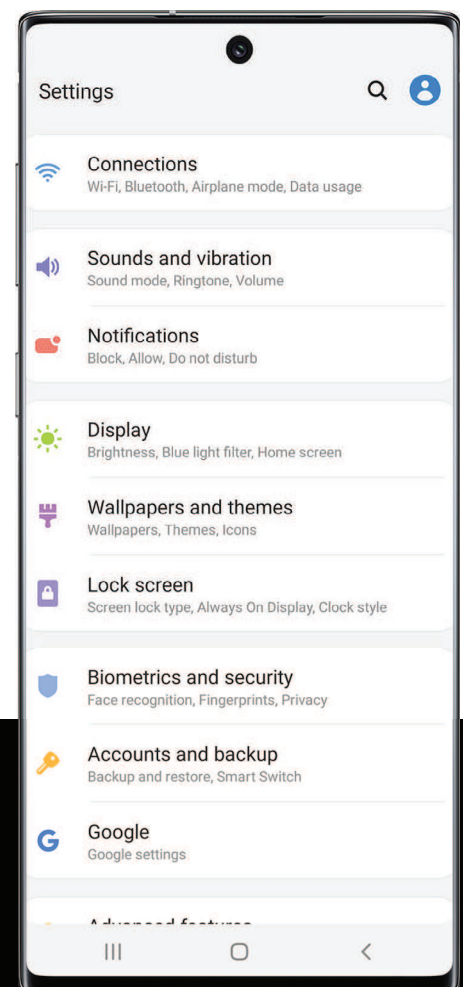 Settings
Connections
Wi-Fi, Bluetooth, Airplane mode, Data usage
Sounds and vibration
Sound mode, Ringtone, Volume
Notifications
Block, Allow, Do not disturb
Display
Brightness, Blue light filter, Home screen
Wallpapers and themes
Wallpapers, Themes, Icons
Lock screen
Screen lock type, Always On Display, Clock style
Biometrics and security
Face recognition, Fingerprints, Privacy
Accounts and backup
Backup and restore, Smart Switch
Google
Google settings
Advanced features